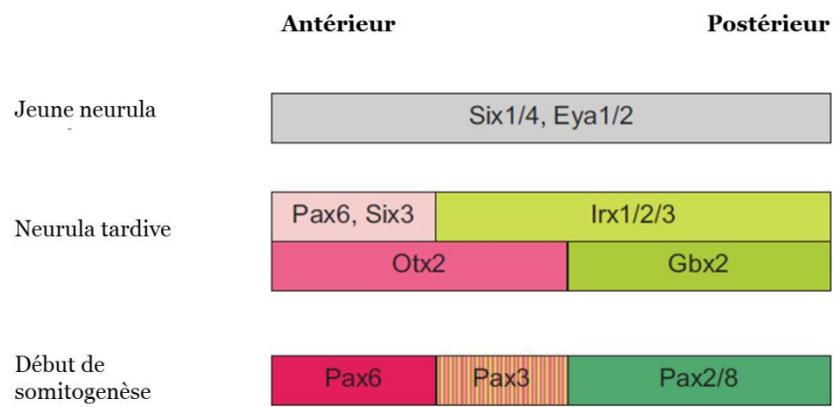 Antérieur Postérieur
Jeune neurula Six1/4, Eya1/2
Pax6, Six3 Irx1/2/3
Neurula tardive
Otx2 Gbx2
Début de
somitogenèse
Pax6 Pax3 Pax2/8